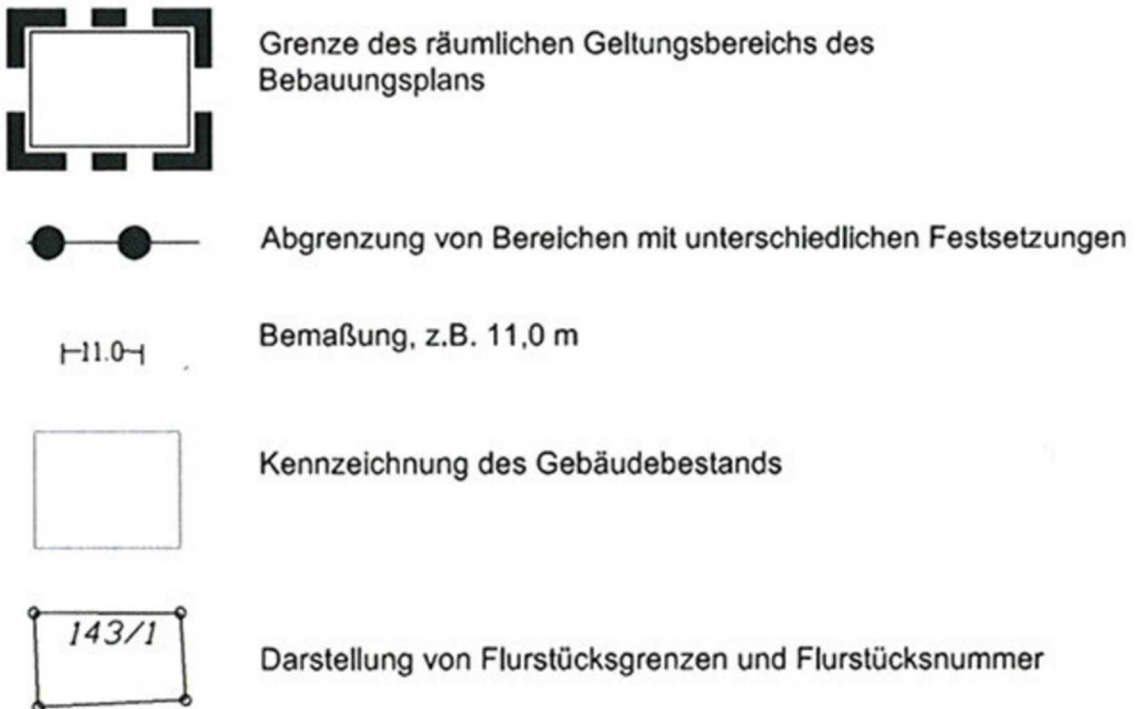 Grenze des räumlichen Geltungsbereichs des
Bebauungsplans
Abgrenzung von Bereichen mit unterschiedlichen Festsetzungen
11.0
Bemaßung, z.B. 11,0 m
Kennzeichnung des Gebäudebestands
143/1
Darstellung von Flurstücksgrenzen und Flurstücksnummer